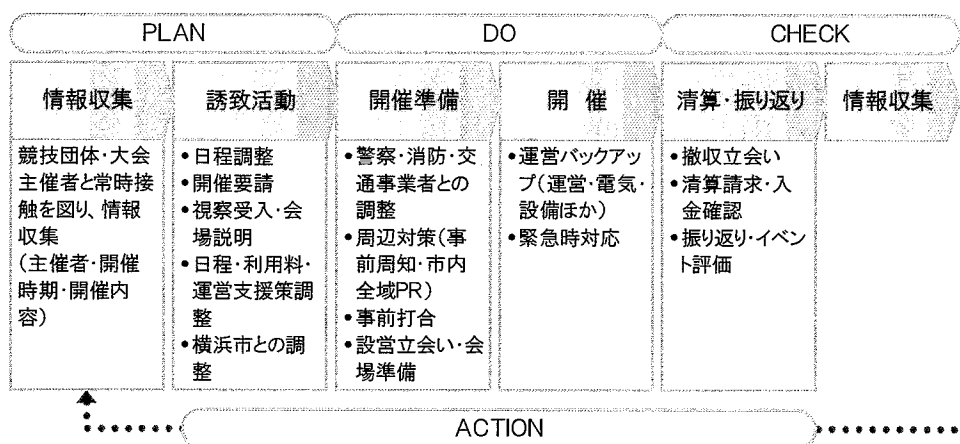 PLAN
DO
CHECK
情報収集
誘致活動
開催準備
開 催
清算・振り返り
情報収集
競技団体・大会
主催者と常時接
触を図り、情報
収集
(主催者・開催
時期・開催内
容)
•日程調整
•開催要請
•視察受入・会
場説明
•日程・利用料・
運営支援策調
整
•横浜市との調
整
•警察・消防・交
通事業者との
調整
•周辺対策(事
前周知・市内
全域PR)
•事前打合
•設営立会い・会
場準備
•運営バックアッ
プ(運営・電気・
設備ほか)
•緊急時対応
•撤収立会い
•清算請求・入
金確認
•振り返り・イベン
ト評価
ACTION